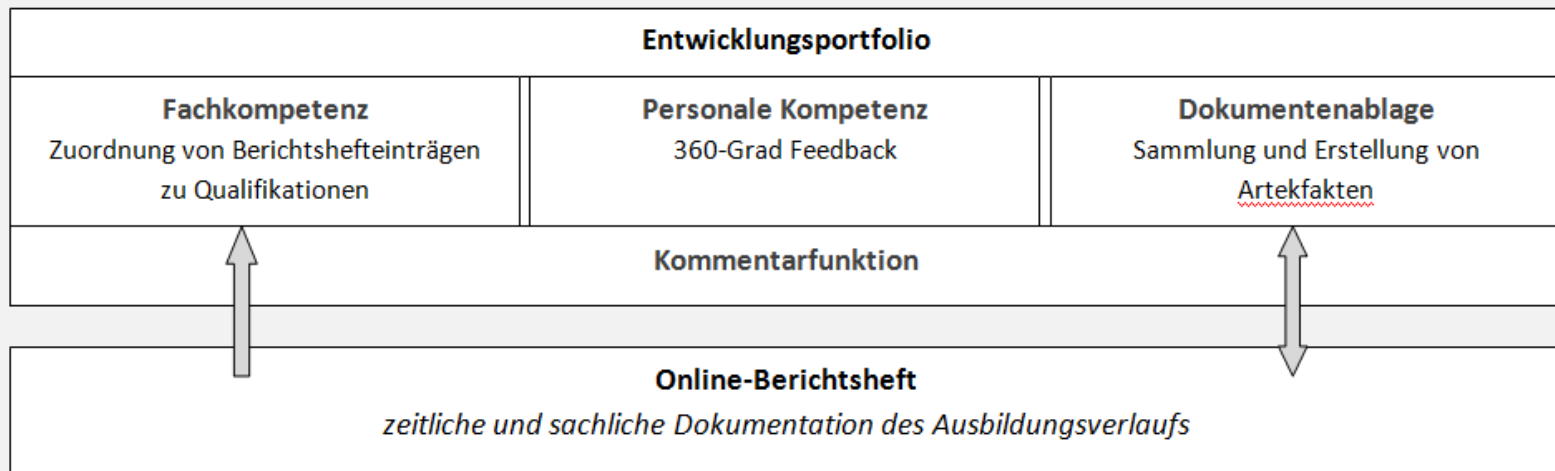 Entwicklungsportfolio
Fachkompetenz
Zuordnung von Berichtshefteinträgen
zu Qualifikationen
Personale Kompetenz
360-Grad Feedback
Dokumentenablage
Sammlung und Erstellung von
Artekfakten
Kommentarfunktion
Online-Berichtsheft
zeitliche und sachliche Dokumentation des Ausbildungsverlaufs